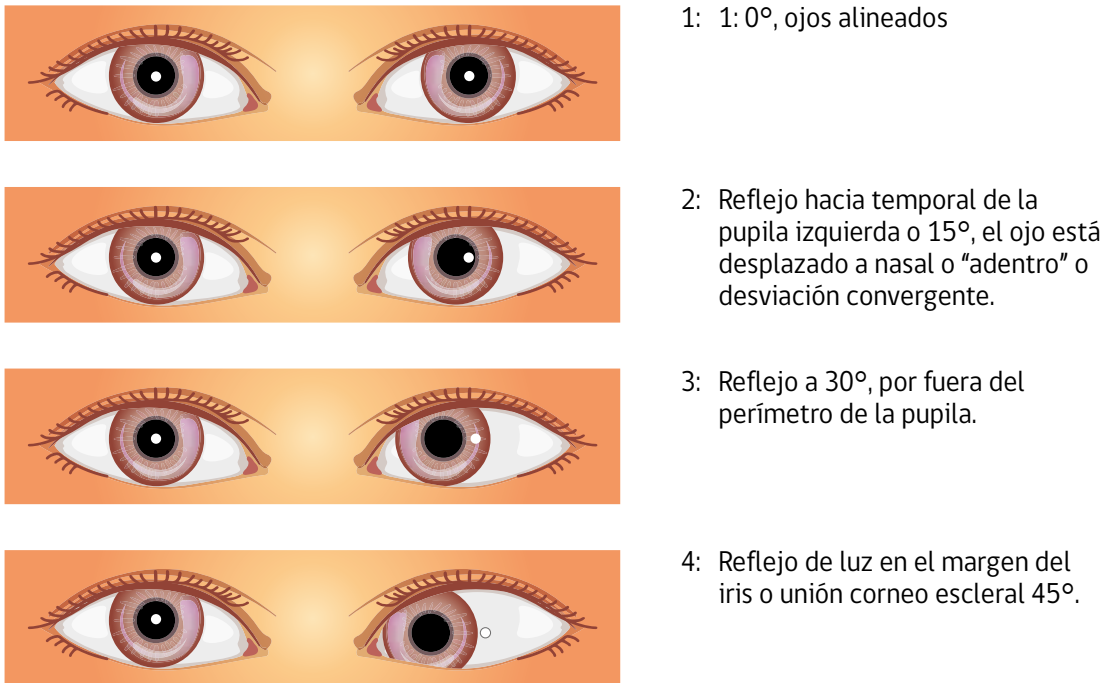 1: 1: 0°, ojos alineados
2: Reflejo hacia temporal de la
pupila izquierda o 15°, el ojo está
desplazado a nasal o “adentro” o
desviación convergente.
3: Reflejo a 30°, por fuera del
perímetro de la pupila.
4: Reflejo de luz en el margen del
iris o unión corneo escleral 45°.